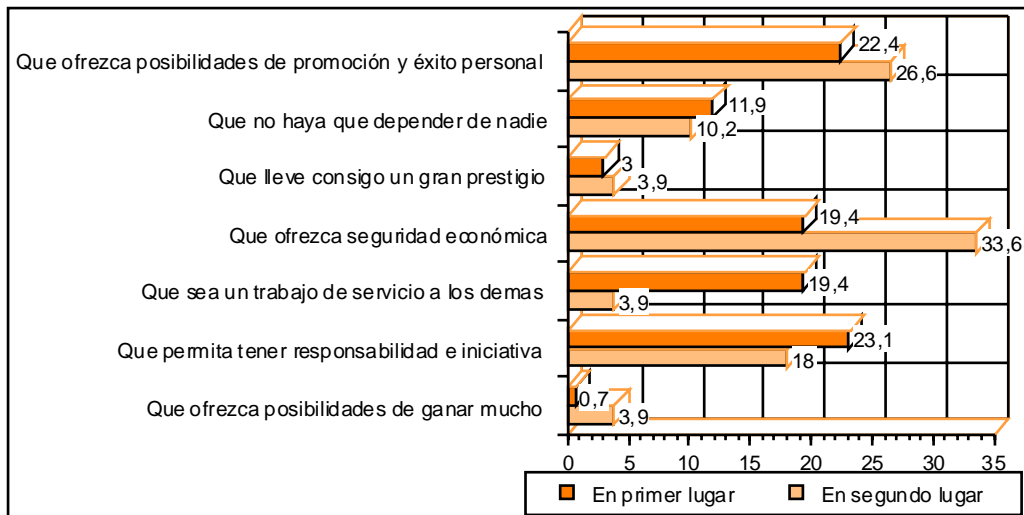 Que ofrezca posibilidades de promoción y éxito personal
22,4
26,6
Que no haya que depender de nadie
11,9
10,2
Que lleve consigo un gran prestigio
3
3,9
Que ofrezca seguridad económica
19,4
33,6
Que sea un trabajo de servicio a los demas
19,4
3,9
Que permita tener responsabilidad e iniciativa
23,1
18
Que ofrezca posibilidades de ganar mucho
0,7
3,9
0 5 10 15 20 25 30 35
En primer lugar En segundo lugar